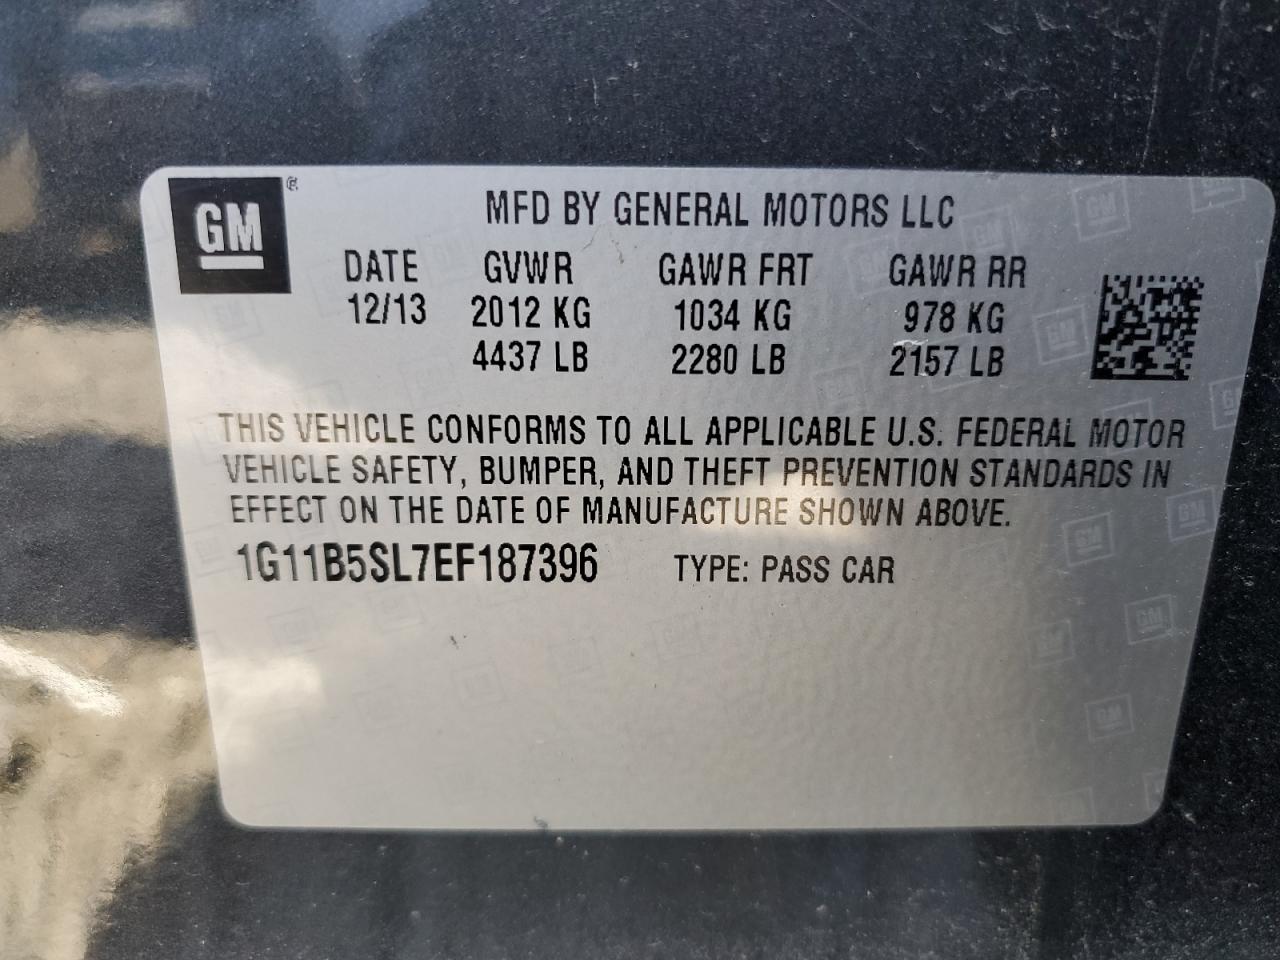 GM ®
MFD BY GENERAL MOTORS LLC
DATE GVWR GAWR FRT GAWR RR
12/13 2012 KG 1034 KG 978 KG
4437 LB 2280 LB 2157 LB
THIS VEHICLE CONFORMS TO ALL APPLICABLE U.S. FEDERAL MOTOR
VEHICLE SAFETY, BUMPER, AND THEFT PREVENTION STANDARDS IN
EFFECT ON THE DATE OF MANUFACTURE SHOWN ABOVE.
1G11B5SL7EF187396 TYPE: PASS CAR